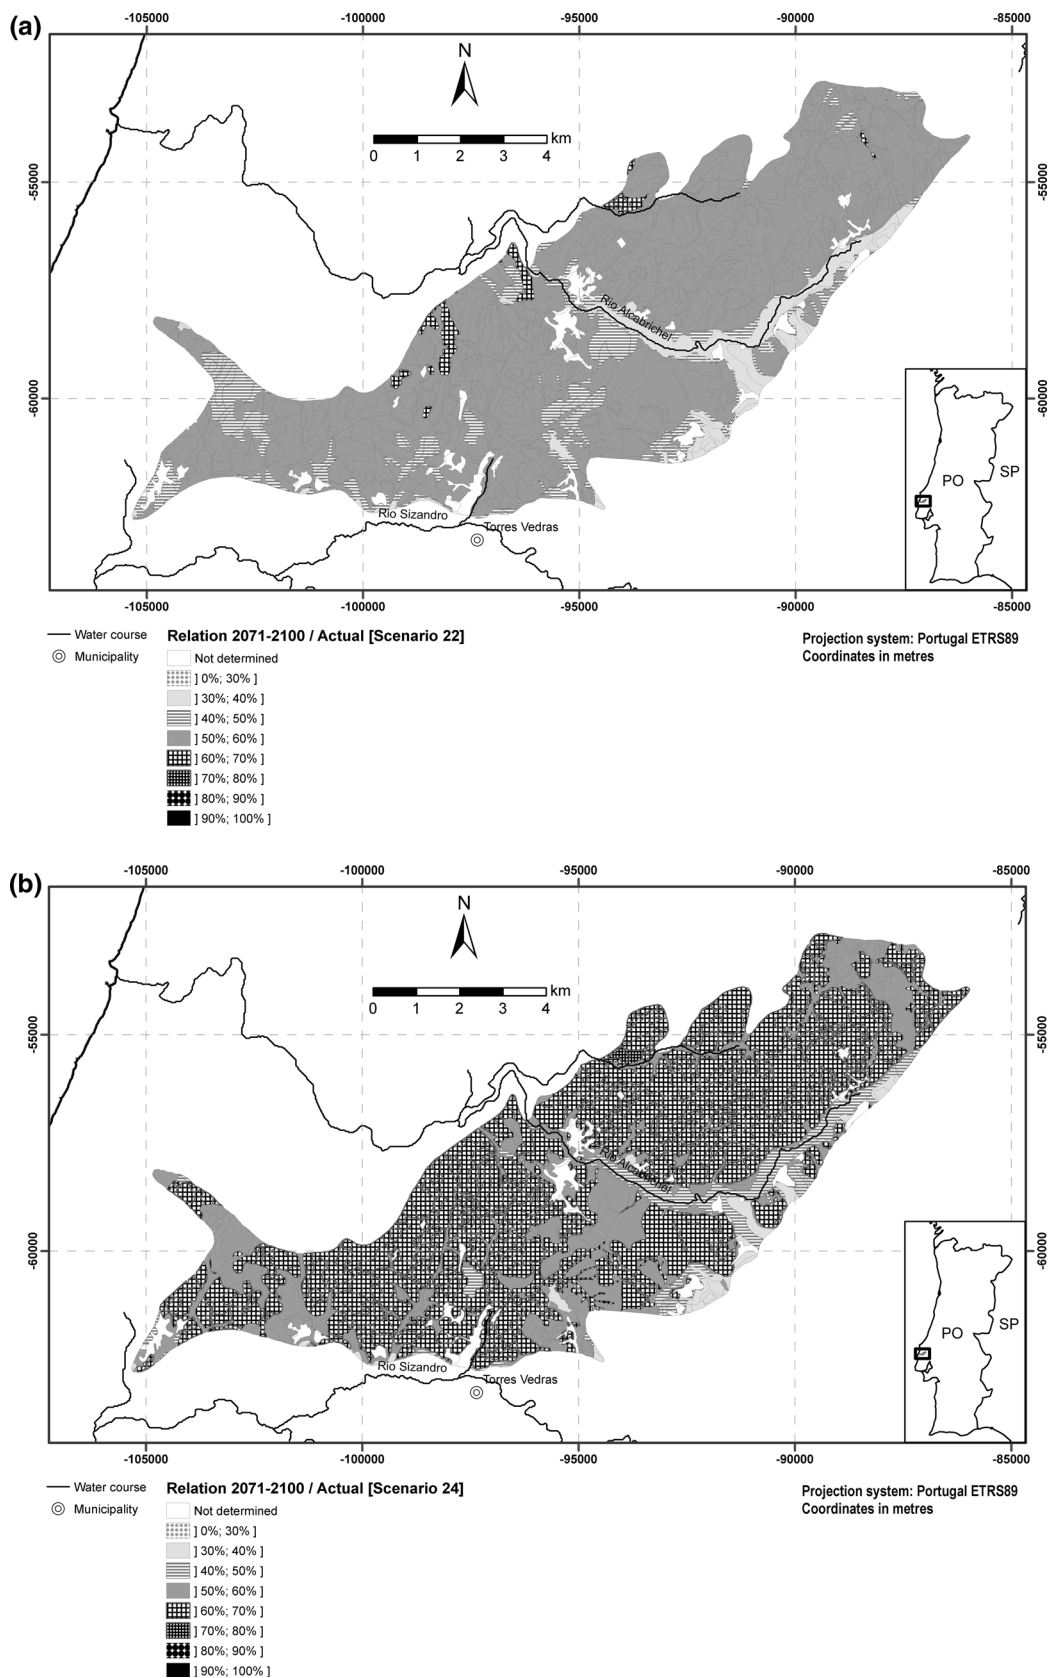 (a)
-105000 -100000 -95000 -90000 -85000
N
km
0 1 2 3 4
-55000 -55000
Rio Alcabrichel
-60000 -60000
PO SP
Rio Sizandro
Torres Vedras
-105000 -100000 -95000 -90000 -85000
Water course
Municipality
Relation 2071-2100 / Actual [Scenario 22]
Not determined
] 0%; 30% ]
] 30%; 40% ]
] 40%; 50% ]
] 50%; 60% ]
] 60%; 70% ]
] 70%; 80% ]
] 80%; 90% ]
] 90%; 100% ]
Projection system: Portugal ETRS89
Coordinates in metres
(b)
-105000 -100000 -95000 -90000 -85000
N
km
0 1 2 3 4
-55000 -55000
Rio Alcabrichel
-60000 -60000
PO SP
Rio Sizandro
Torres Vedras
-105000 -100000 -95000 -90000 -85000
Water course
Municipality
Relation 2071-2100 / Actual [Scenario 24]
Not determined
] 0%; 30% ]
] 30%; 40% ]
] 40%; 50% ]
] 50%; 60% ]
] 60%; 70% ]
] 70%; 80% ]
] 80%; 90% ]
] 90%; 100% ]
Projection system: Portugal ETRS89
Coordinates in metres